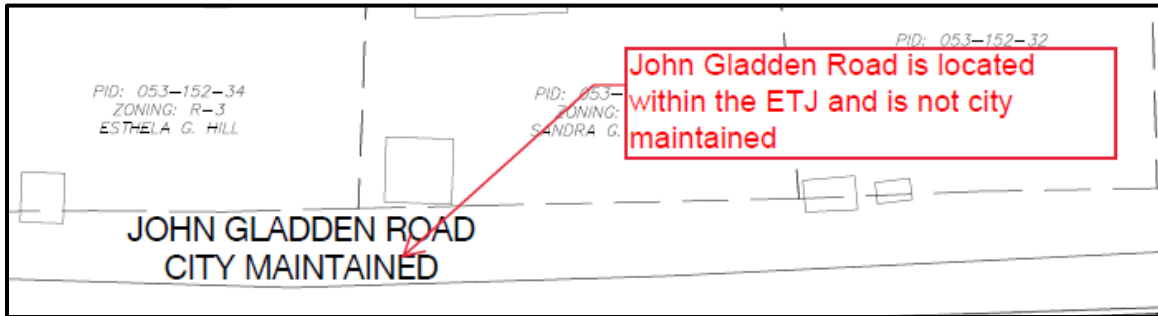 PID: 053-152-34
ZONING: R-3
ESTHELA G. HILL
PID: 053-
ZONING:
SANDRA G.
PID: 053-152-32
John Gladden Road is located
within the ETJ and is not city
maintained
JOHN GLADDEN ROAD
CITY MAINTAINED